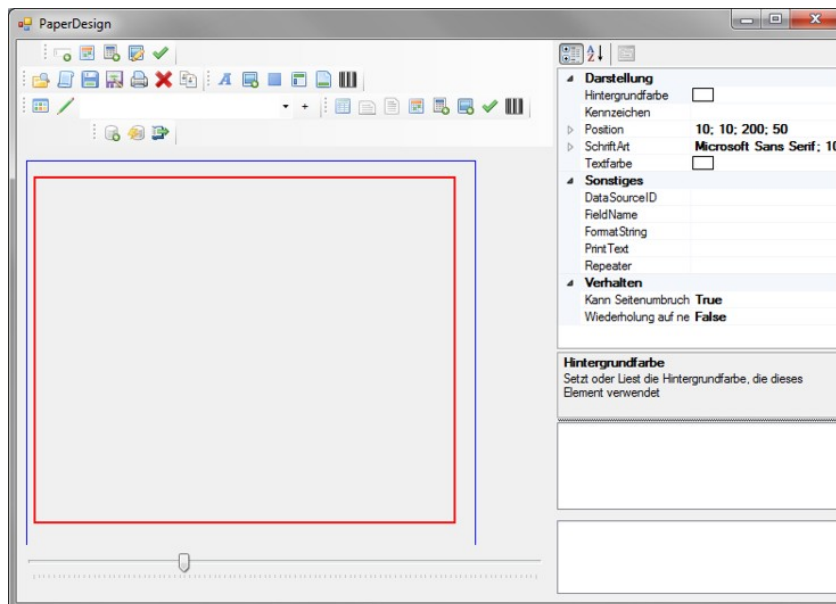 PaperDesign
Darstellung
Hintergrundfarbe
Kennzeichen
Position 10; 10; 200; 50
SchriftArt Microsoft Sans Serif; 10
Textfarbe
Sonstiges
DataSourceID
FieldName
FormatString
PrintText
Repeater
Verhalten
Kann Seitenumbruch True
Wiederholung auf ne False
Hintergrundfarbe
Setzt oder Liest die Hintergrundfarbe, die dieses
Element verwendet